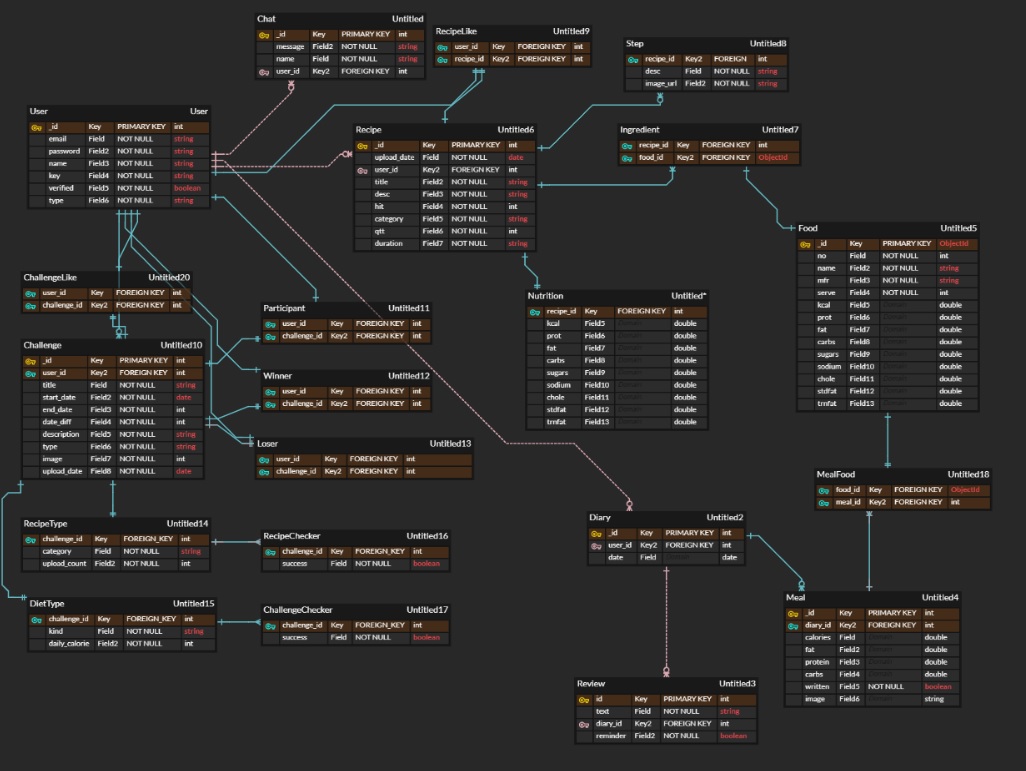 Chat Untitled
_id Key PRIMARY KEY int
message Field2 NOT NULL string
name Field NOT NULL string
user_id Key2 FOREIGN KEY int
RecipeLike Untitled9
user_id Key FOREIGN KEY int
recipe_id Key2 FOREIGN KEY int
Step Untitled8
recipe_id Key2 FOREIGN int
desc Field NOT NULL string
image_url Field2 NOT NULL string
User User
_id Key PRIMARY KEY int
email Field NOT NULL string
password Field2 NOT NULL string
name Field3 NOT NULL string
key Field4 NOT NULL string
verified Field5 NOT NULL boolean
type Field6 NOT NULL string
Recipe Untitled6
_id Key PRIMARY KEY int
upload_date Field NOT NULL date
user_id Key2 FOREIGN KEY int
title Field2 NOT NULL string
desc Field3 NOT NULL string
hit Field4 NOT NULL int
category Field5 NOT NULL string
qtt Field6 NOT NULL int
duration Field7 NOT NULL string
Ingredient Untitled7
recipe_id Key FOREIGN KEY int
food_id Key2 FOREIGN KEY ObjectId
Food Untitled5
_id Key PRIMARY KEY ObjectId
no Field NOT NULL int
name Field2 NOT NULL string
mfr Field3 NOT NULL string
serve Field4 NOT NULL int
kcal Field5 double
prot Field6 Domain double
fat Field7 Domain double
carbs Field8 Domain double
sugars Field9 Domain double
sodium Field10 Domain double
chole Field11 Domain double
stdfat Field12 Domain double
trnfat Field13 Domain double
ChallengeLike Untitled20
user_id Key FOREIGN KEY int
challenge_id Key2 FOREIGN KEY int
Participant Untitled11
user_id Key FOREIGN KEY int
challenge_id Key2 FOREIGN KEY int
Nutrition Untitled*
recipe_id Key FOREIGN KEY int
kcal Field5 Domain double
prot Field6 Domain double
fat Field7 Domain double
carbs Field8 Domain double
sugars Field9 Domain double
sodium Field10 Domain double
chole Field11 Domain double
stdfat Field12 Domain double
trnfat Field13 Domain double
Challenge Untitled10
_id Key PRIMARY KEY int
user_id Key2 FOREIGN KEY int
title Field NOT NULL string
start_date Field2 NOT NULL date
end_date Field3 NOT NULL int
date_diff Field4 NOT NULL int
description Field5 NOT NULL string
type Field6 NOT NULL string
image Field7 NOT NULL int
upload_date Field8 NOT NULL date
Winner Untitled12
user_id Key FOREIGN KEY int
challenge_id Key2 FOREIGN KEY int
Loser Untitled13
user_id Key FOREIGN KEY int
challenge_id Key2 FOREIGN KEY int
MealFood Untitled18
food_id Key FOREIGN KEY ObjectId
meal_id Key2 FOREIGN KEY int
RecipeType Untitled14
challenge_id Key FOREIGN_KEY int
category Field NOT NULL string
upload_count Field2 NOT NULL int
RecipeChecker Untitled16
challenge_id Key FOREIGN_KEY int
success Field NOT NULL boolean
Diary Untitled2
_id Key PRIMARY KEY int
user_id Key2 FOREIGN KEY int
date Field Domain date
DietType Untitled15
challenge_id Key FOREIGN_KEY int
kind Field NOT NULL string
daily_calorie Field2 NOT NULL int
ChallengeChecker Untitled17
challenge_id Key FOREIGN_KEY int
success Field NOT NULL boolean
Meal Untitled4
_id Key PRIMARY KEY int
diary_id Key2 FOREIGN KEY int
calories Field Domain double
fat Field2 Domain double
protein Field3 Domain double
carbs Field4 Domain double
written Field5 NOT NULL boolean
image Field6 Domain string
Review Untitled3
id Key PRIMARY KEY int
text Field NOT NULL string
diary_id Key2 FOREIGN KEY int
reminder Field2 NOT NULL boolean